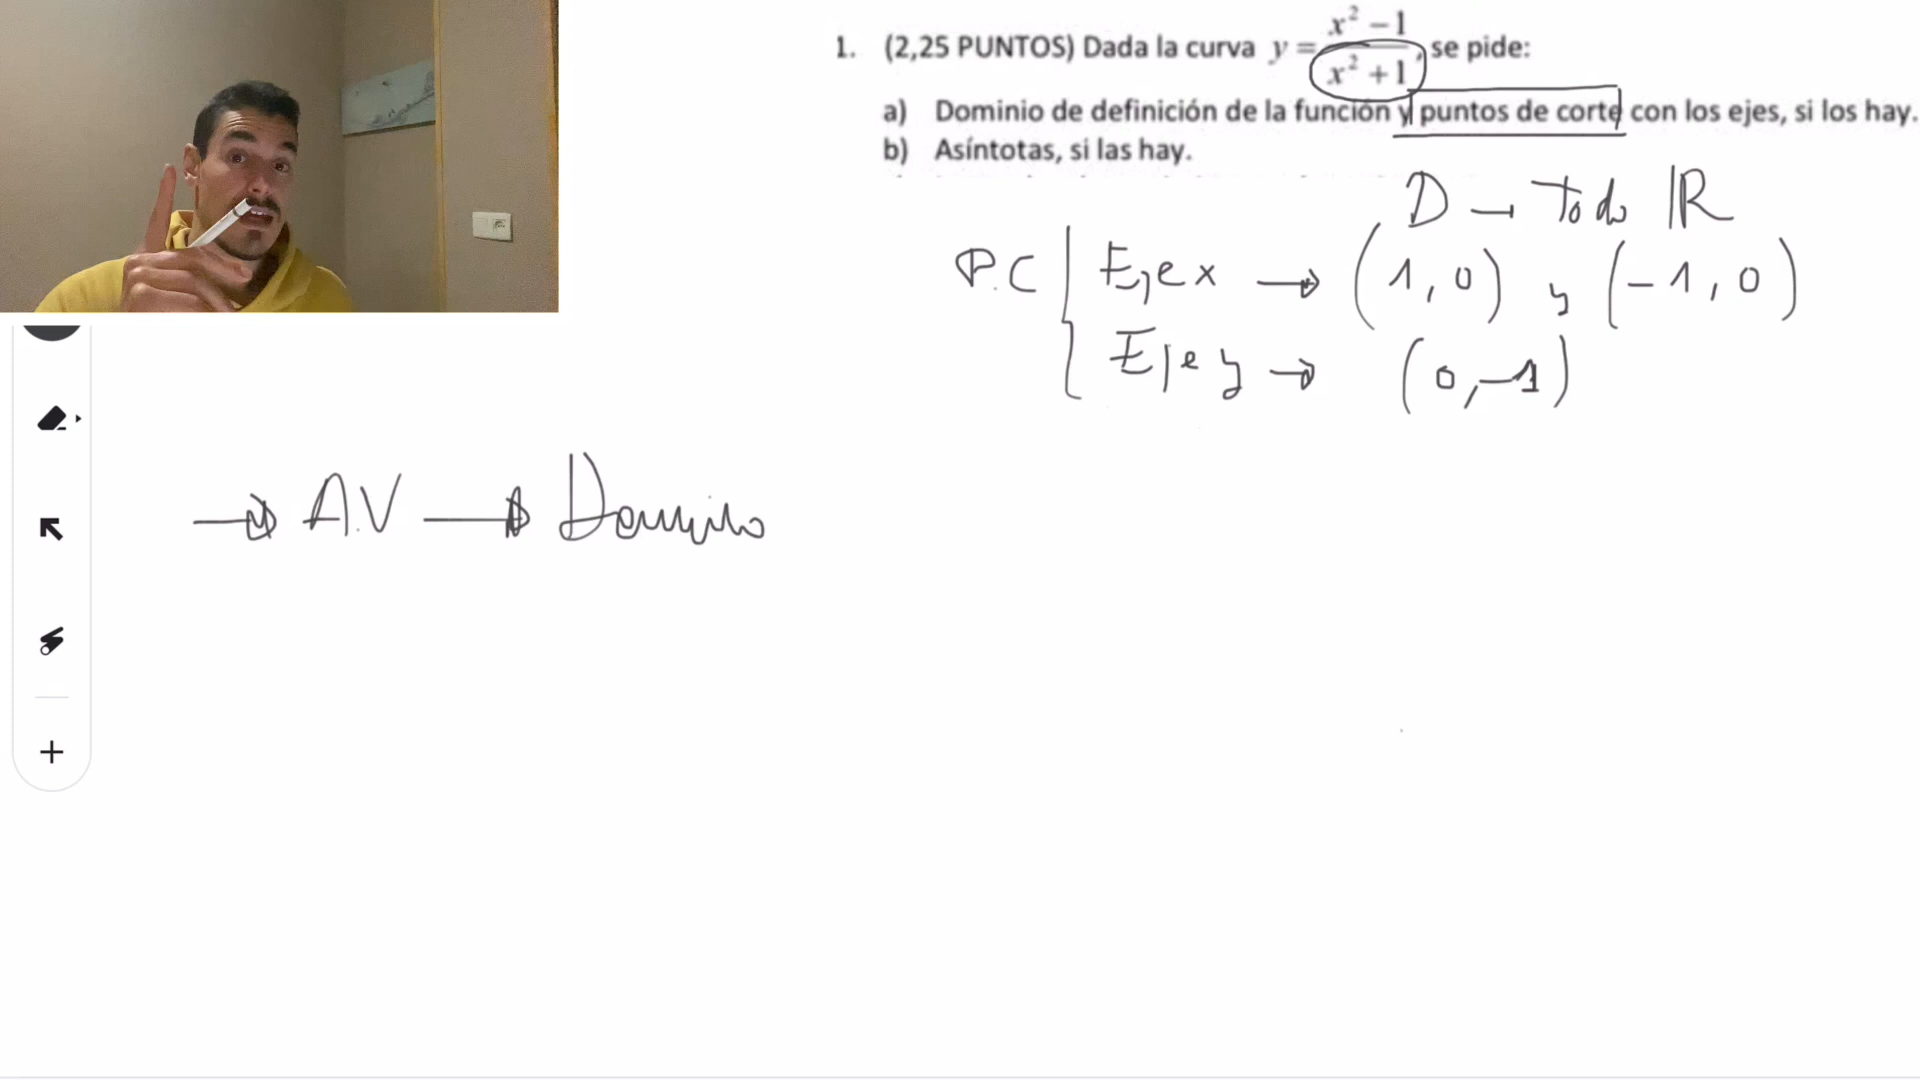 1. (2,25 PUNTOS) Dada la curva y = x² − 1 / x² + 1, se pide:
a) Dominio de definición de la función y puntos de corte con los ejes, si los hay.
b) Asíntotas, si las hay.
D → Todo ℝ
P.C { Eje x → (1, 0) y (−1, 0)
Eje y → (0, −1)
→ A.V → Dominio